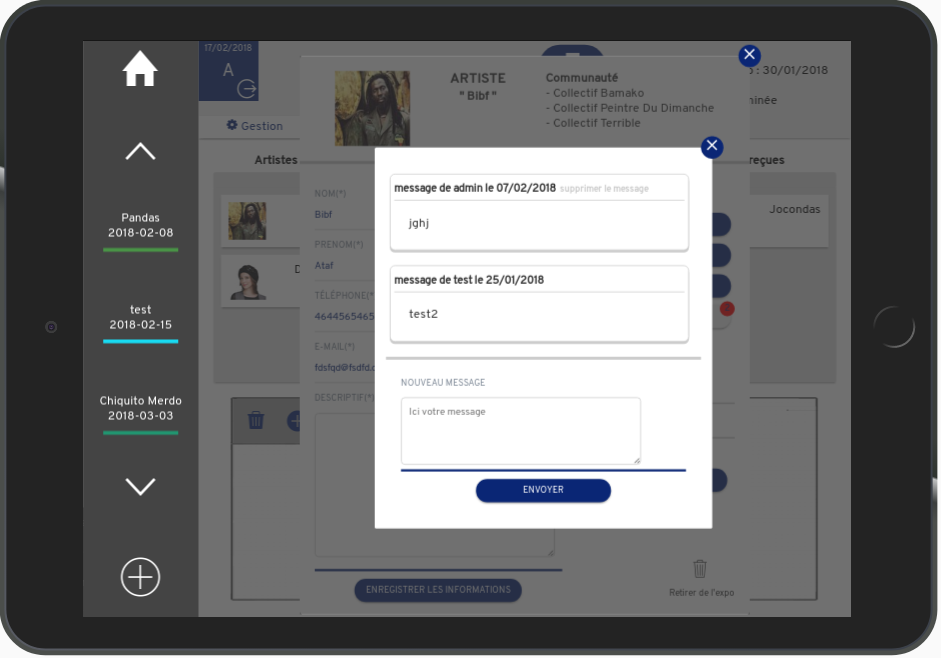 Pandas
2018-02-08
test
2018-02-15
Chiquito Merdo
2018-03-03
17/02/2018
A
: 30/01/2018
Gestion
Artistes
Jocondas
ARTISTE
" Bibf "
Communauté
- Collectif Bamako
- Collectif Peintre Du Dimanche
- Collectif Terrible
NOM(*)
Bibf
PRENOM(*)
Ataf
TÉLÉPHONE(*
4644565465
E-MAIL(*)
fdsfqd@fsdfd.c
DESCRIPTIF(*)
ENREGISTRER LES INFORMATIONS
Retirer de l'expo
message de admin le 07/02/2018 supprimer le message
jghj
message de test le 25/01/2018
test2
NOUVEAU MESSAGE
Ici votre message
ENVOYER